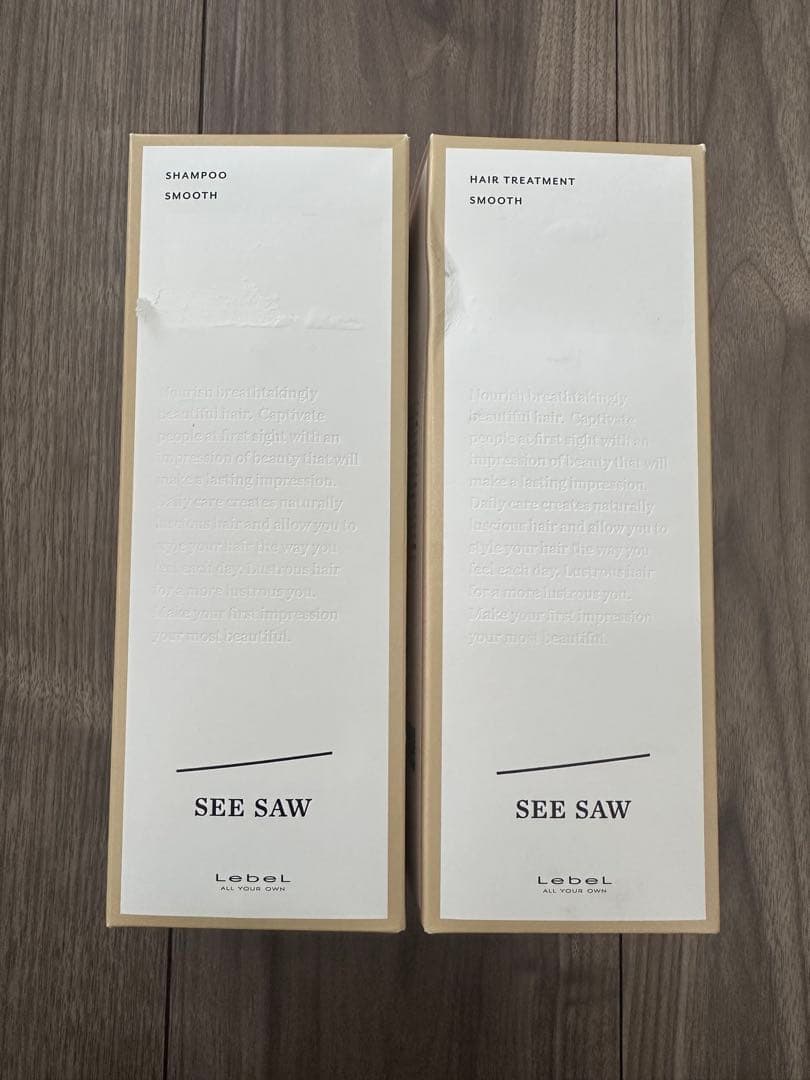 SHAMPOO
SMOOTH
Nourish breathtakingly
beautiful hair. Captivate
people at first sight with an
impression of beauty that will
make a lasting impression.
Daily care creates naturally
luscious hair and allow you to
style your hair the way you
feel each day. Lustrous hair
for a more lustrous you.
Make your first impression
your most beautiful.
SEE SAW
LebeL
ALL YOUR OWN
HAIR TREATMENT
SMOOTH
Nourish breathtakingly
beautiful hair. Captivate
people at first sight with an
impression of beauty that will
make a lasting impression.
Daily care creates naturally
luscious hair and allow you to
style your hair the way you
feel each day. Lustrous hair
for a more lustrous you.
Make your first impression
your most beautiful.
SEE SAW
LebeL
ALL YOUR OWN